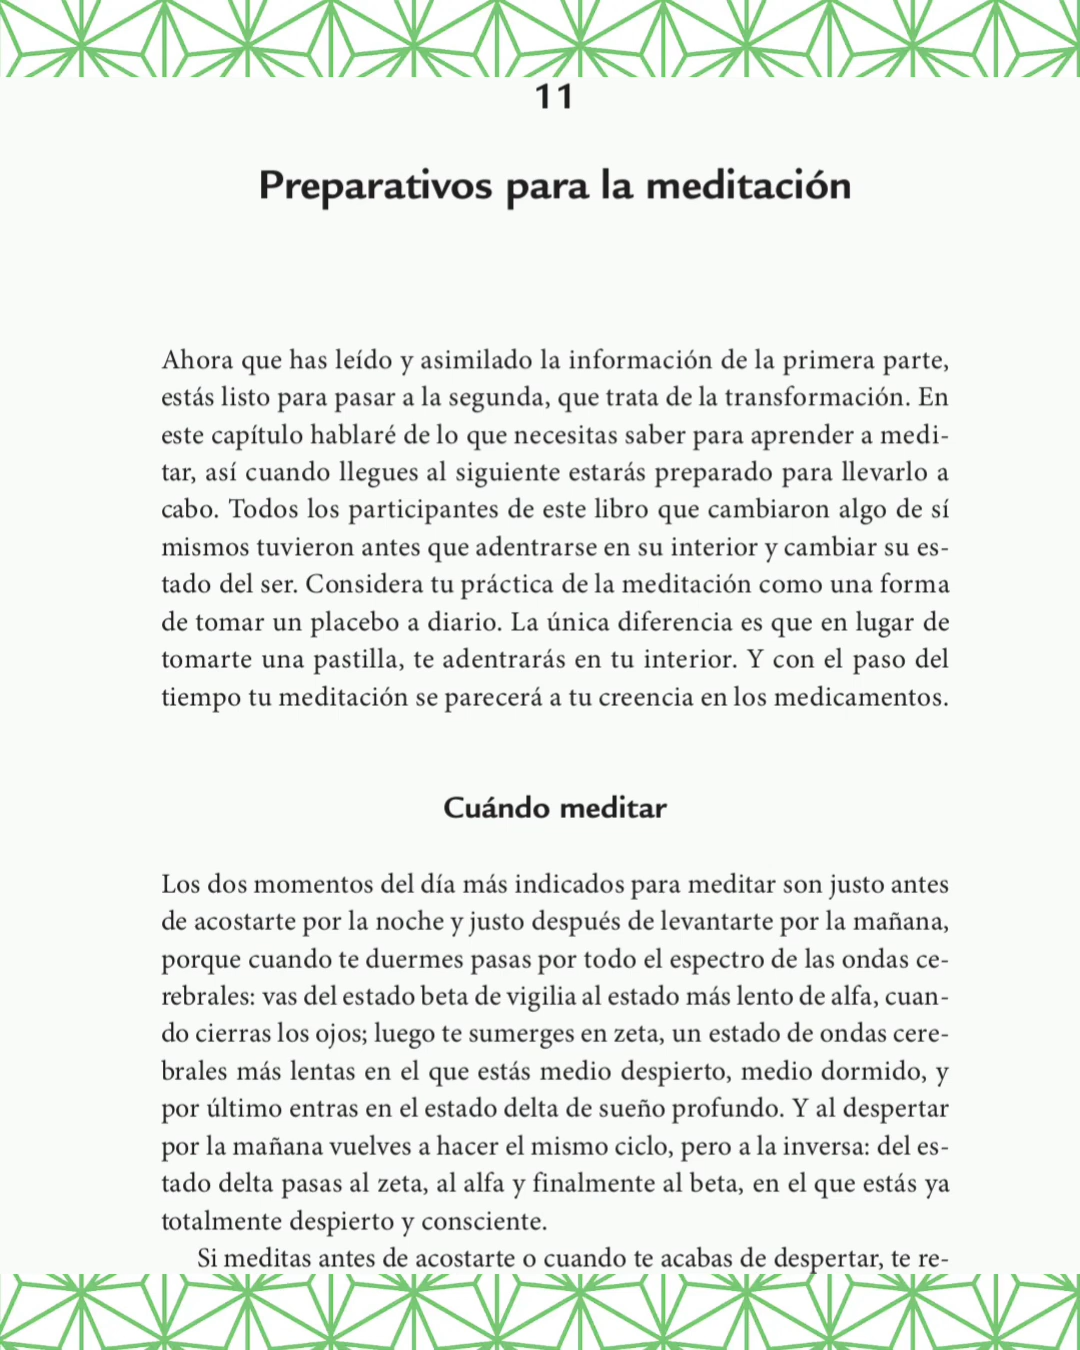 11
Preparativos para la meditación
Ahora que has leído y asimilado la información de la primera parte,
estás listo para pasar a la segunda, que trata de la transformación. En
este capítulo hablaré de lo que necesitas saber para aprender a medi-
tar, así cuando llegues al siguiente estarás preparado para llevarlo a
cabo. Todos los participantes de este libro que cambiaron algo de sí
mismos tuvieron antes que adentrarse en su interior y cambiar su es-
tado del ser. Considera tu práctica de la meditación como una forma
de tomar un placebo a diario. La única diferencia es que en lugar de
tomarte una pastilla, te adentrarás en tu interior. Y con el paso del
tiempo tu meditación se parecerá a tu creencia en los medicamentos.
Cuándo meditar
Los dos momentos del día más indicados para meditar son justo antes
de acostarte por la noche y justo después de levantarte por la mañana,
porque cuando te duermes pasas por todo el espectro de las ondas ce-
rebrales: vas del estado beta de vigilia al estado más lento de alfa, cuan-
do cierras los ojos; luego te sumerges en zeta, un estado de ondas cere-
brales más lentas en el que estás medio despierto, medio dormido, y
por último entras en el estado delta de sueño profundo. Y al despertar
por la mañana vuelves a hacer el mismo ciclo, pero a la inversa: del es-
tado delta pasas al zeta, al alfa y finalmente al beta, en el que estás ya
totalmente despierto y consciente.
Si meditas antes de acostarte o cuando te acabas de despertar, te re-